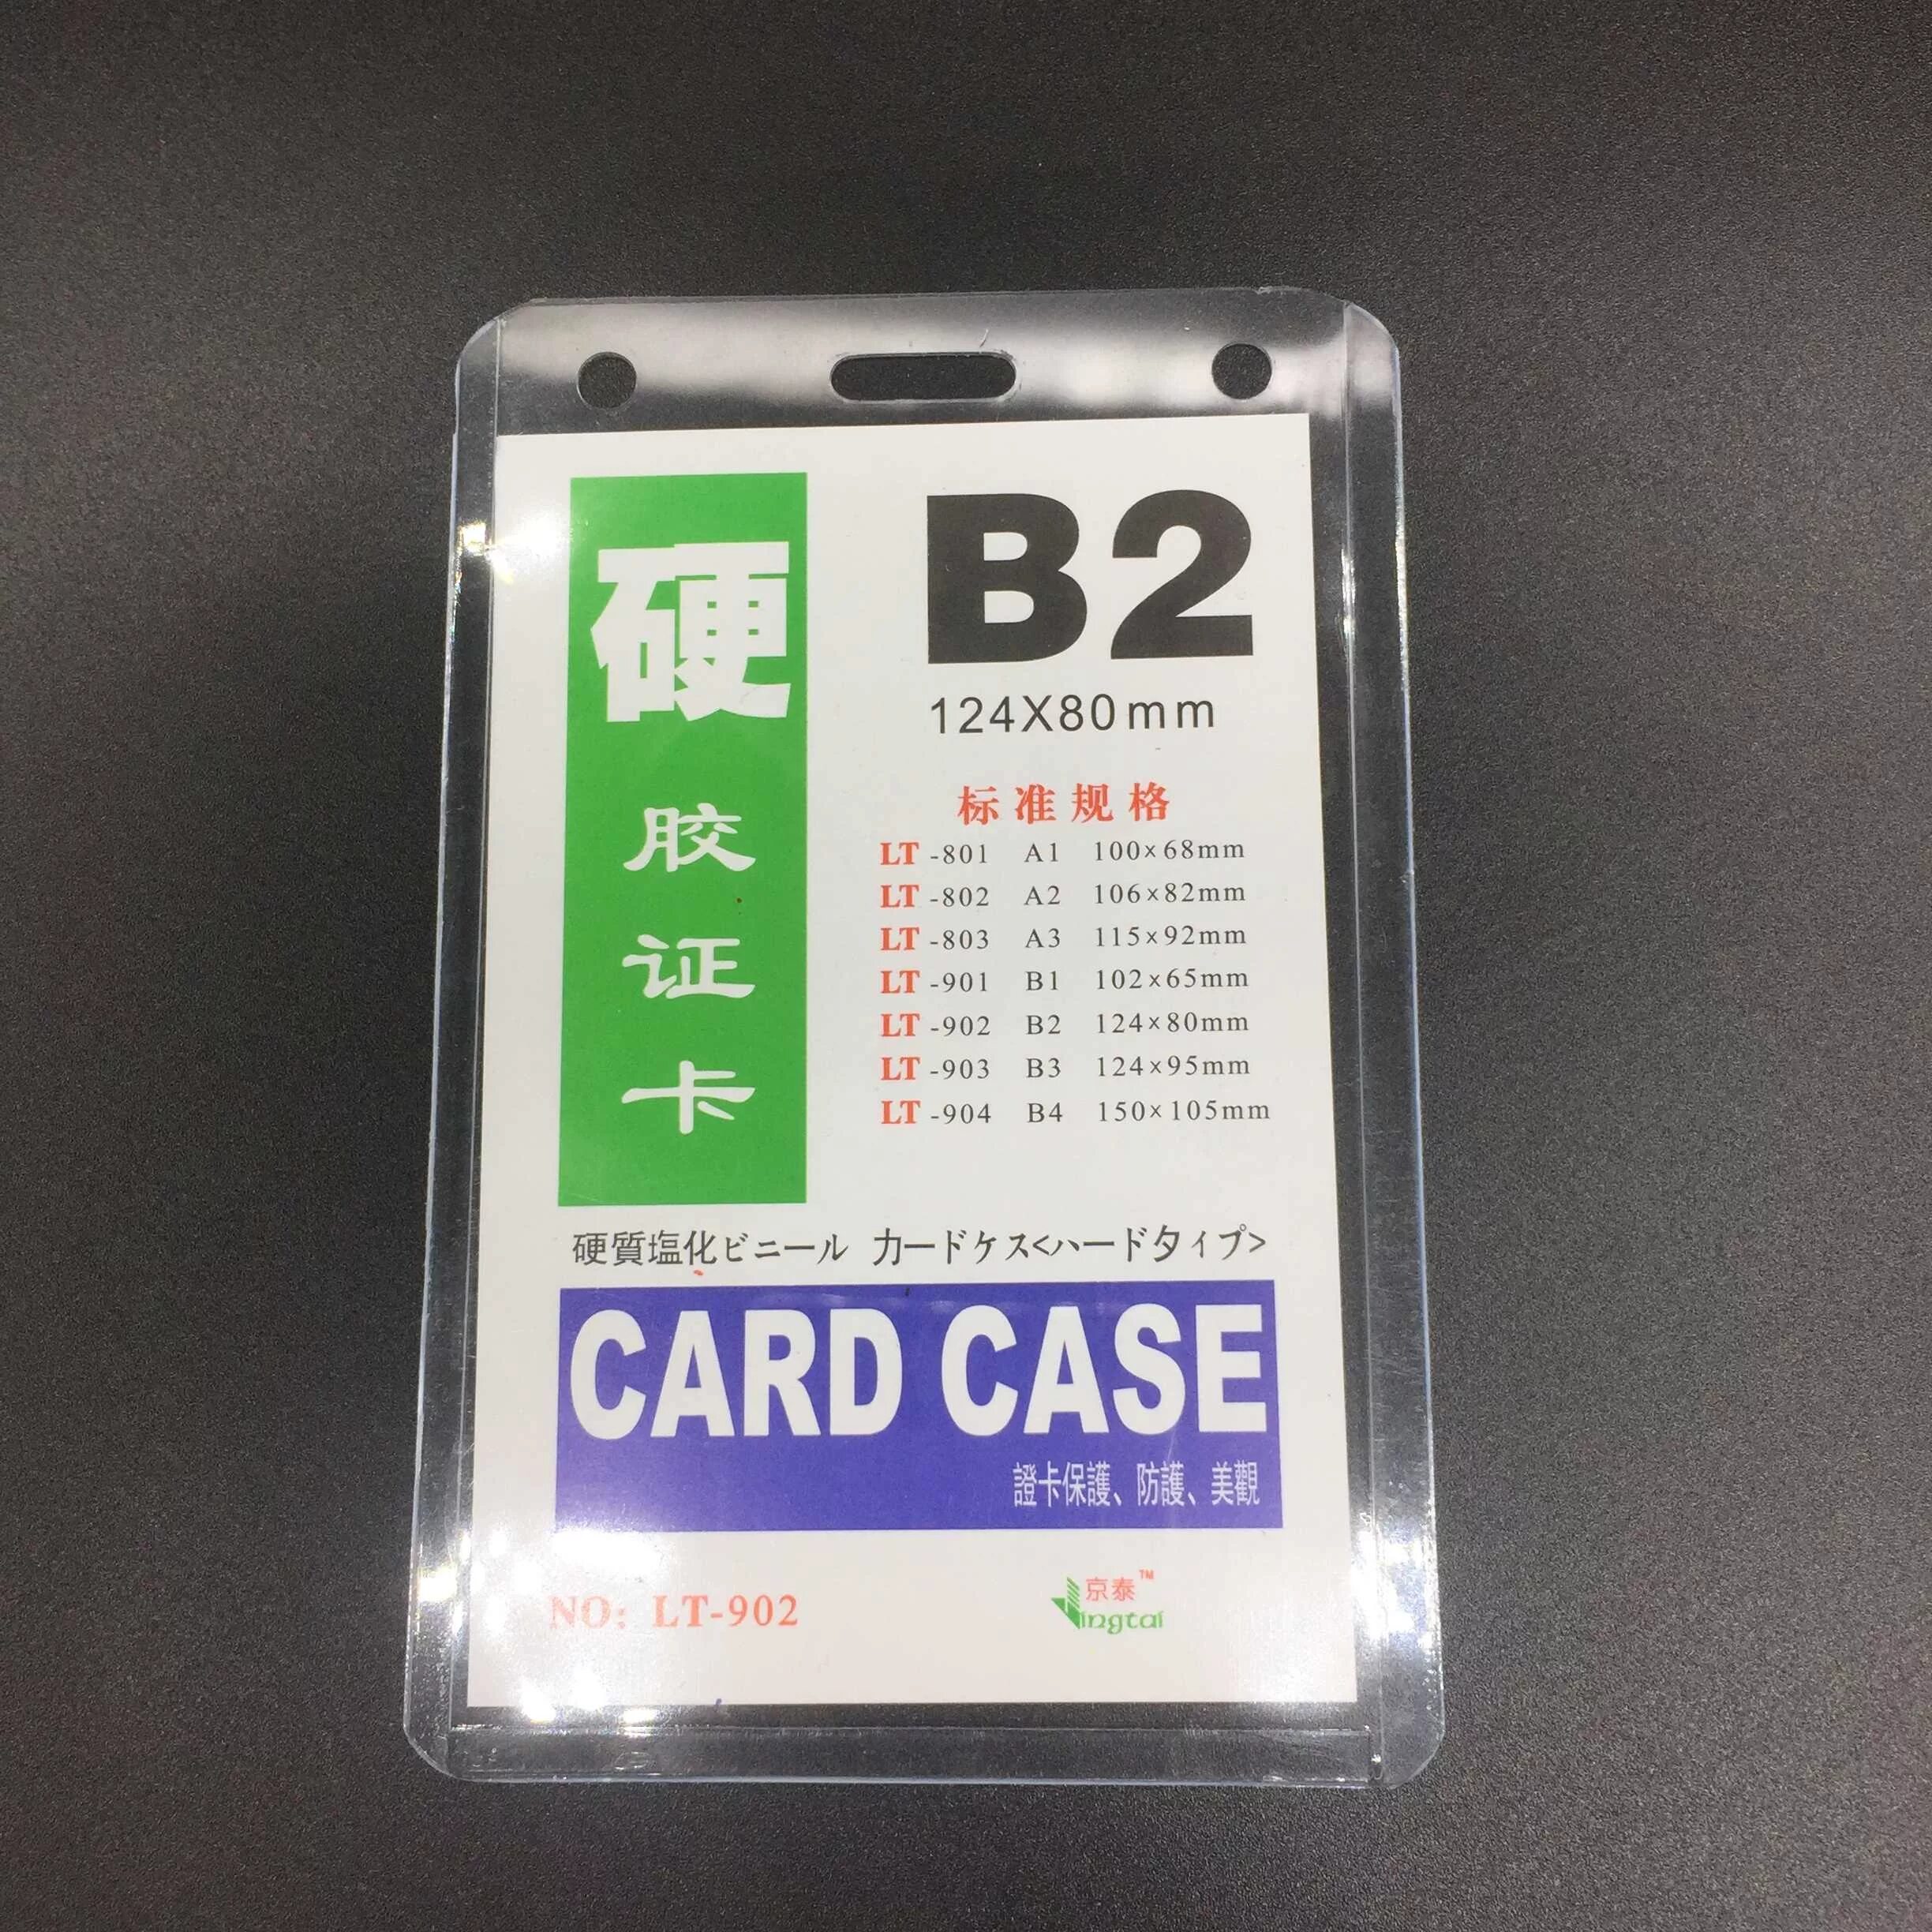 硬胶证卡
B2
124X80mm
标准规格
LT -801 A1 100×68mm
LT -802 A2 106×82mm
LT -803 A3 115×92mm
LT -901 B1 102×65mm
LT -902 B2 124×80mm
LT -903 B3 124×95mm
LT -904 B4 150×105mm
硬質塩化ビニール カードケス<ハードタイプ>
CARD CASE
證卡保護、防護、美觀
NO: LT-902
京泰™
Jingtai